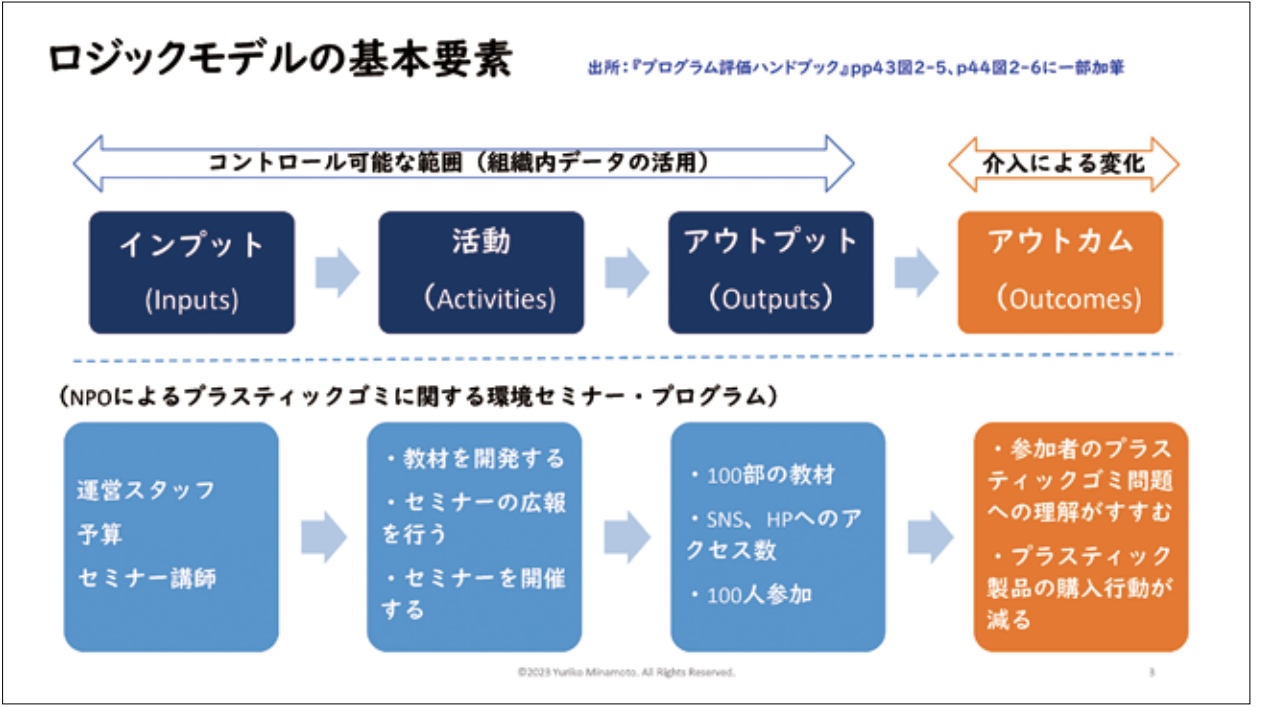 ロジックモデルの基本要素
出所：『プログラム評価ハンドブック』pp43図2-5、p44図2-6に一部加筆
コントロール可能な範囲（組織内データの活用）
介入による変化
インプット
(Inputs)
活動
（Activities)
アウトプット
（Outputs）
アウトカム
（Outcomes)
（NPOによるプラスティックゴミに関する環境セミナー・プログラム）
運営スタッフ
予算
セミナー講師
・教材を開発する
・セミナーの広報
を行う
・セミナーを開催
する
・100部の教材
・SNS、HPへのア
クセス数
・100人参加
・参加者のプラス
ティックゴミ問題
への理解がすすむ
・プラスティック
製品の購入行動が
減る
©2023 Yuriko Minamoto. All Rights Reserved.
3